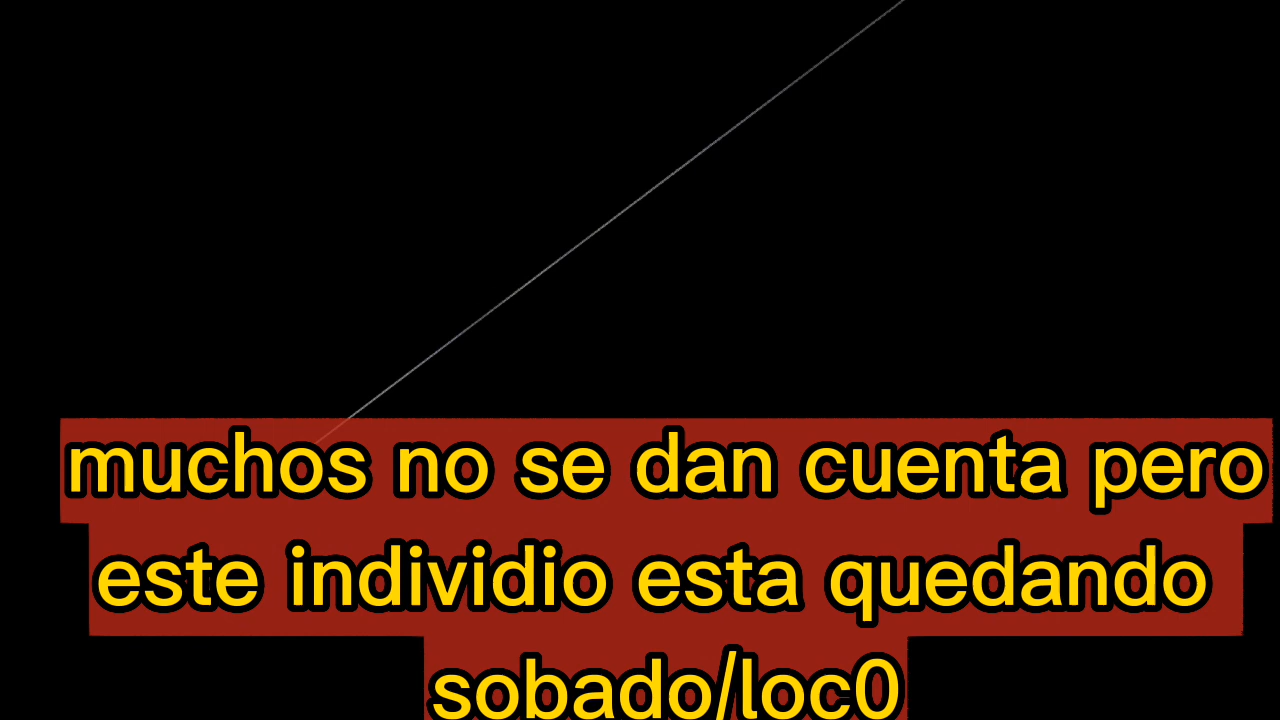 muchos no se dan cuenta pero
este individio esta quedando
sobado/loc0